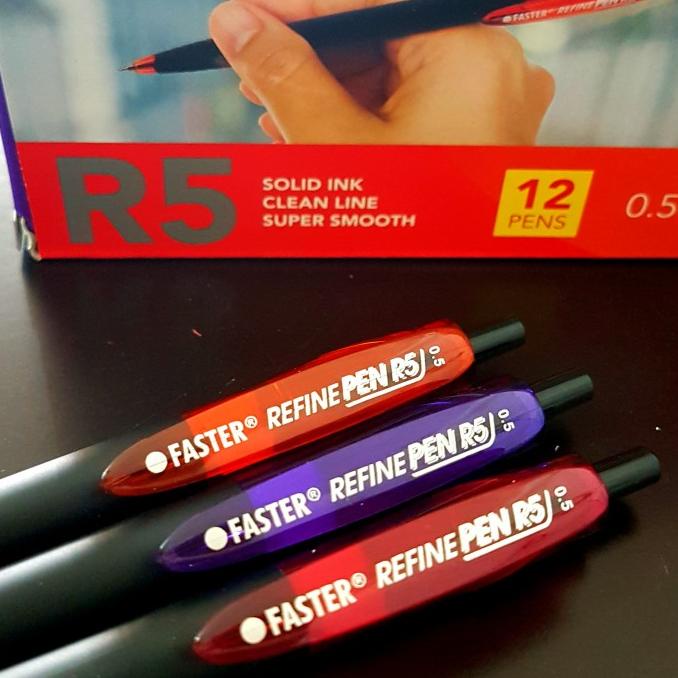 FASTER® REFINE PEN
R5
SOLID INK
CLEAN LINE
SUPER SMOOTH
12
PENS
0.5
FASTER® REFINE PEN R5 0.5
FASTER® REFINE PEN R5 0.5
FASTER® REFINE PEN R5 0.5